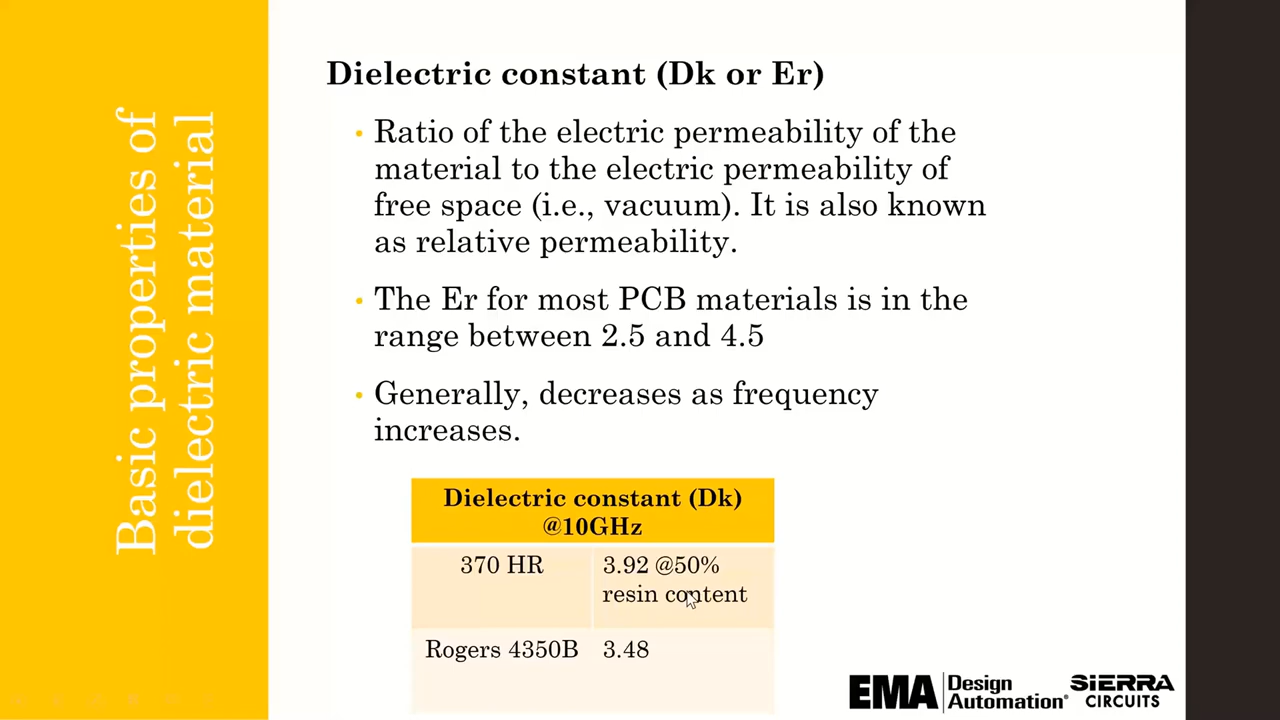 Basic properties of
dielectric material
Dielectric constant (Dk or Er)
• Ratio of the electric permeability of the
material to the electric permeability of
free space (i.e., vacuum). It is also known
as relative permeability.
• The Er for most PCB materials is in the
range between 2.5 and 4.5
• Generally, decreases as frequency
increases.
Dielectric constant (Dk)
@10GHz
370 HR 3.92 @50%
resin content
Rogers 4350B 3.48
EMA Design
Automation®
SIERRA
CIRCUITS